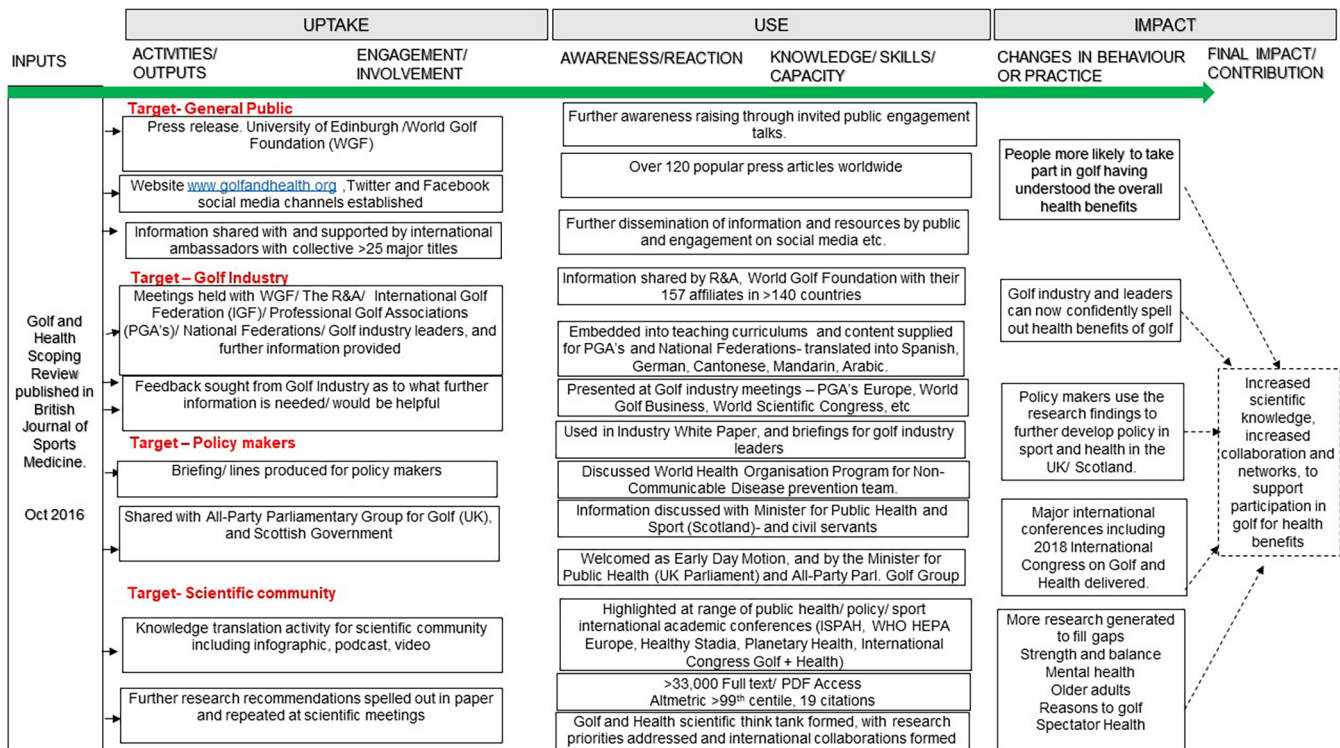 UPTAKE
USE
IMPACT
INPUTS
ACTIVITIES/
OUTPUTS
ENGAGEMENT/
INVOLVEMENT
AWARENESS/REACTION
KNOWLEDGE/ SKILLS/
CAPACITY
CHANGES IN BEHAVIOUR
OR PRACTICE
FINAL IMPACT/
CONTRIBUTION
Golf and
Health
Scoping
Review
published in
British
Journal of
Sports
Medicine.
Oct 2016
Target- General Public
Press release. University of Edinburgh /World Golf
Foundation (WGF)
Website www.golfandhealth.org ,Twitter and Facebook
social media channels established
Information shared with and supported by international
ambassadors with collective >25 major titles
Target – Golf Industry
Meetings held with WGF/ The R&A/ International Golf
Federation (IGF)/ Professional Golf Associations
(PGA's)/ National Federations/ Golf industry leaders, and
further information provided
Feedback sought from Golf Industry as to what further
information is needed/ would be helpful
Target – Policy makers
Briefing/ lines produced for policy makers
Shared with All-Party Parliamentary Group for Golf (UK),
and Scottish Government
Target- Scientific community
Knowledge translation activity for scientific community
including infographic, podcast, video
Further research recommendations spelled out in paper
and repeated at scientific meetings
Further awareness raising through invited public engagement
talks.
Over 120 popular press articles worldwide
Further dissemination of information and resources by public
and engagement on social media etc.
Information shared by R&A, World Golf Foundation with their
157 affiliates in >140 countries
Embedded into teaching curriculums and content supplied
for PGA's and National Federations- translated into Spanish,
German, Cantonese, Mandarin, Arabic.
Presented at Golf industry meetings – PGA's Europe, World
Golf Business, World Scientific Congress, etc
Used in Industry White Paper, and briefings for golf industry
leaders
Discussed World Health Organisation Program for Non-
Communicable Disease prevention team.
Information discussed with Minister for Public Health and
Sport (Scotland)- and civil servants
Welcomed as Early Day Motion, and by the Minister for
Public Health (UK Parliament) and All-Party Parl. Golf Group
Highlighted at range of public health/ policy/ sport
international academic conferences (ISPAH, WHO HEPA
Europe, Healthy Stadia, Planetary Health, International
Congress Golf + Health)
>33,000 Full text/ PDF Access
Altmetric >99th centile, 19 citations
Golf and Health scientific think tank formed, with research
priorities addressed and international collaborations formed
People more likely to take
part in golf having
understood the overall
health benefits
Golf industry and leaders
can now confidently spell
out health benefits of golf
Policy makers use the
research findings to
further develop policy in
sport and health in the
UK/ Scotland.
Major international
conferences including
2018 International
Congress on Golf and
Health delivered.
More research generated
to fill gaps
Strength and balance
Mental health
Older adults
Reasons to golf
Spectator Health
Increased
scientific
knowledge,
increased
collaboration and
networks, to
support
participation in
golf for health
benefits